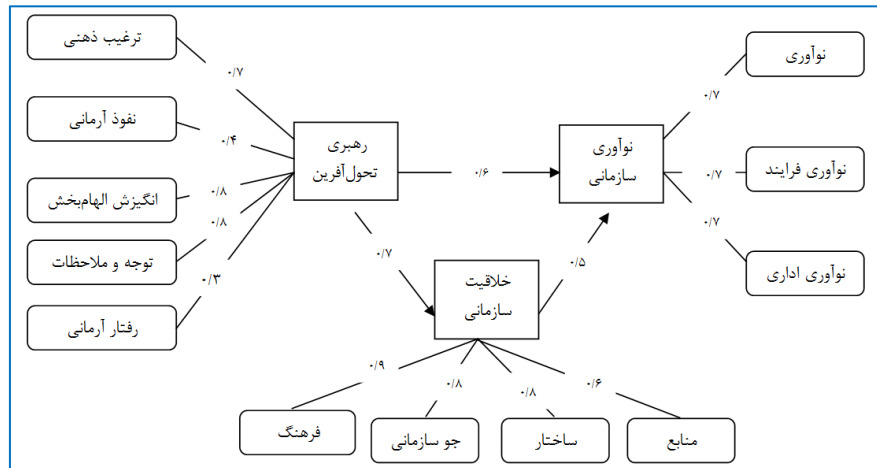 ترغیب ذهنی
نفوذ آرمانی
انگیزش الهام‌بخش
توجه و ملاحظات
رفتار آرمانی
۰/۷
۰/۴
۰/۸
۰/۸
۰/۳
رهبری
تحول‌آفرین
۰/۶
۰/۷
نوآوری
سازمانی
۰/۵
خلاقیت
سازمانی
۰/۷
۰/۷
۰/۷
نوآوری
نوآوری فرایند
نوآوری اداری
۰/۹
۰/۸
۰/۸
۰/۶
فرهنگ
جو سازمانی
ساختار
منابع